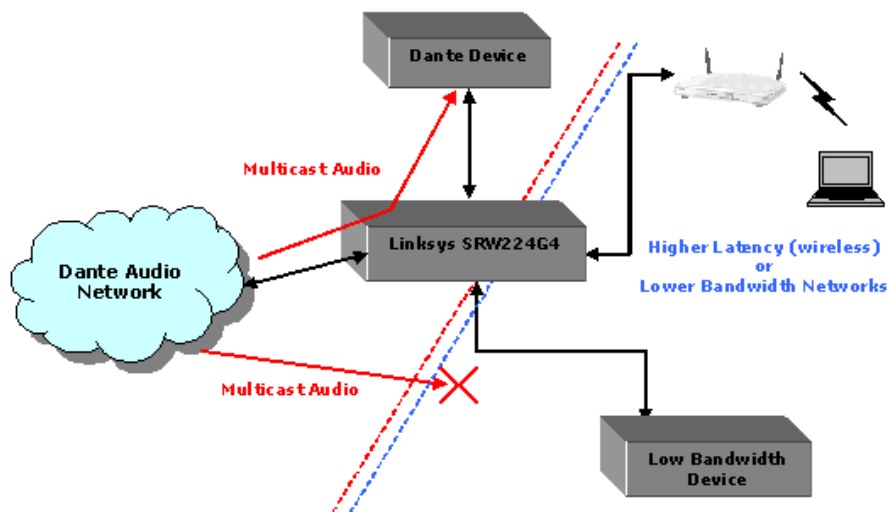 Dante Device
Multicast Audio
Linksys SRW224G4
Dante Audio
Network
Higher Latency (wireless)
or
Lower Bandwidth Networks
Multicast Audio
Low Bandwidth
Device